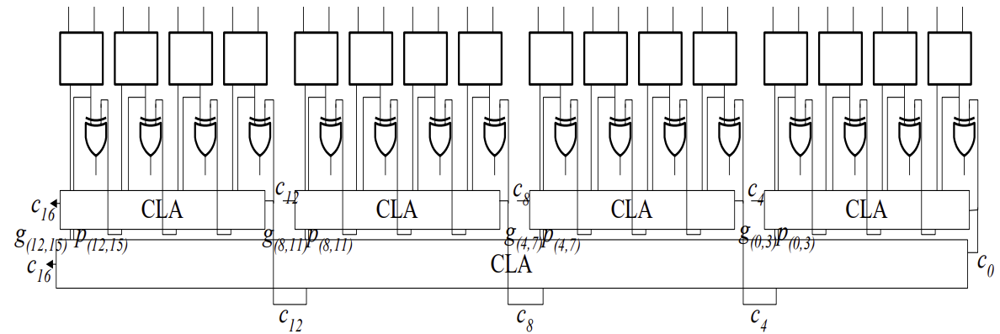 c12 c8 c4
c16 CLA CLA CLA CLA
g(12,15) p(12,15) g(8,11) p(8,11) g(4,7) p(4,7) g(0,3) p(0,3)
c16 CLA c0
c12 c8 c4